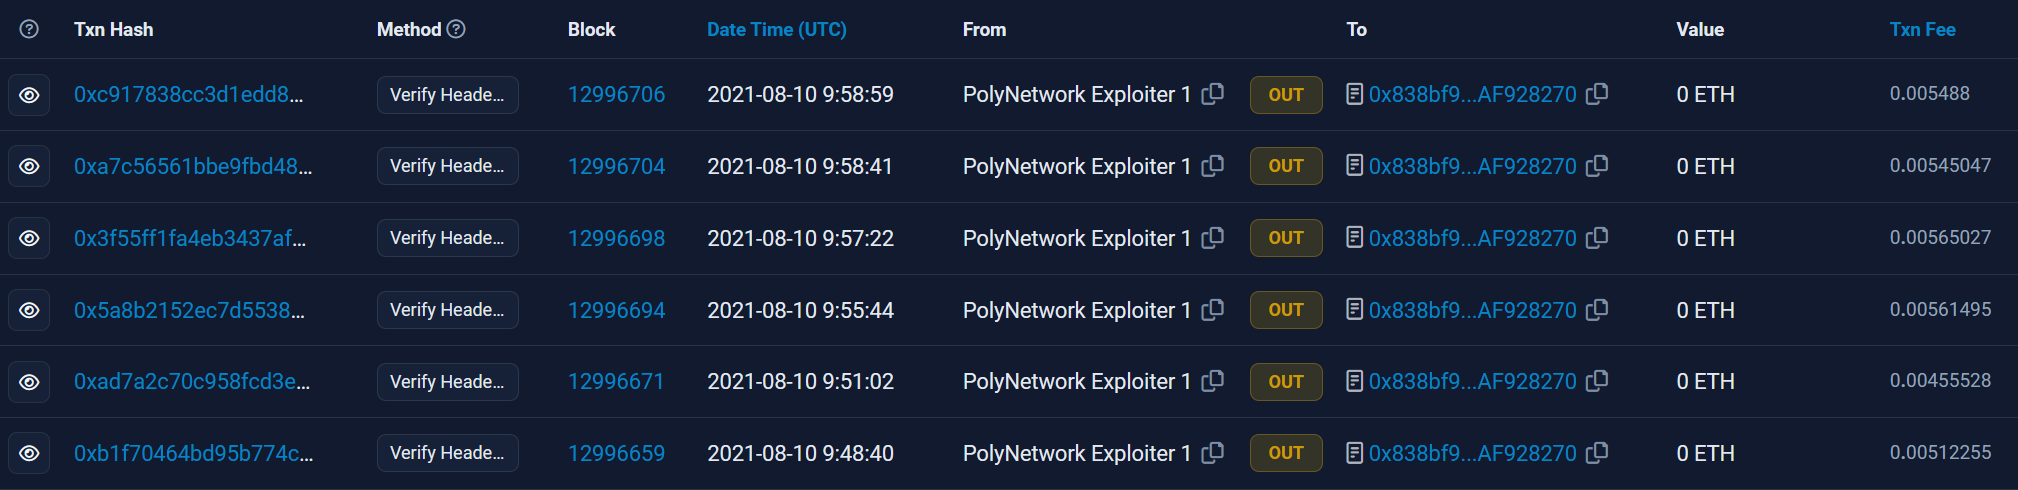 Txn Hash Method Block Date Time (UTC) From To Value Txn Fee
0xc917838cc3d1edd8... Verify Heade... 12996706 2021-08-10 9:58:59 PolyNetwork Exploiter 1 OUT 0x838bf9...AF928270 0 ETH 0.005488
0xa7c56561bbe9fbd48... Verify Heade... 12996704 2021-08-10 9:58:41 PolyNetwork Exploiter 1 OUT 0x838bf9...AF928270 0 ETH 0.00545047
0x3f55ff1fa4eb3437af... Verify Heade... 12996698 2021-08-10 9:57:22 PolyNetwork Exploiter 1 OUT 0x838bf9...AF928270 0 ETH 0.00565027
0x5a8b2152ec7d5538... Verify Heade... 12996694 2021-08-10 9:55:44 PolyNetwork Exploiter 1 OUT 0x838bf9...AF928270 0 ETH 0.00561495
0xad7a2c70c958fcd3e... Verify Heade... 12996671 2021-08-10 9:51:02 PolyNetwork Exploiter 1 OUT 0x838bf9...AF928270 0 ETH 0.00455528
0xb1f70464bd95b774c... Verify Heade... 12996659 2021-08-10 9:48:40 PolyNetwork Exploiter 1 OUT 0x838bf9...AF928270 0 ETH 0.00512255